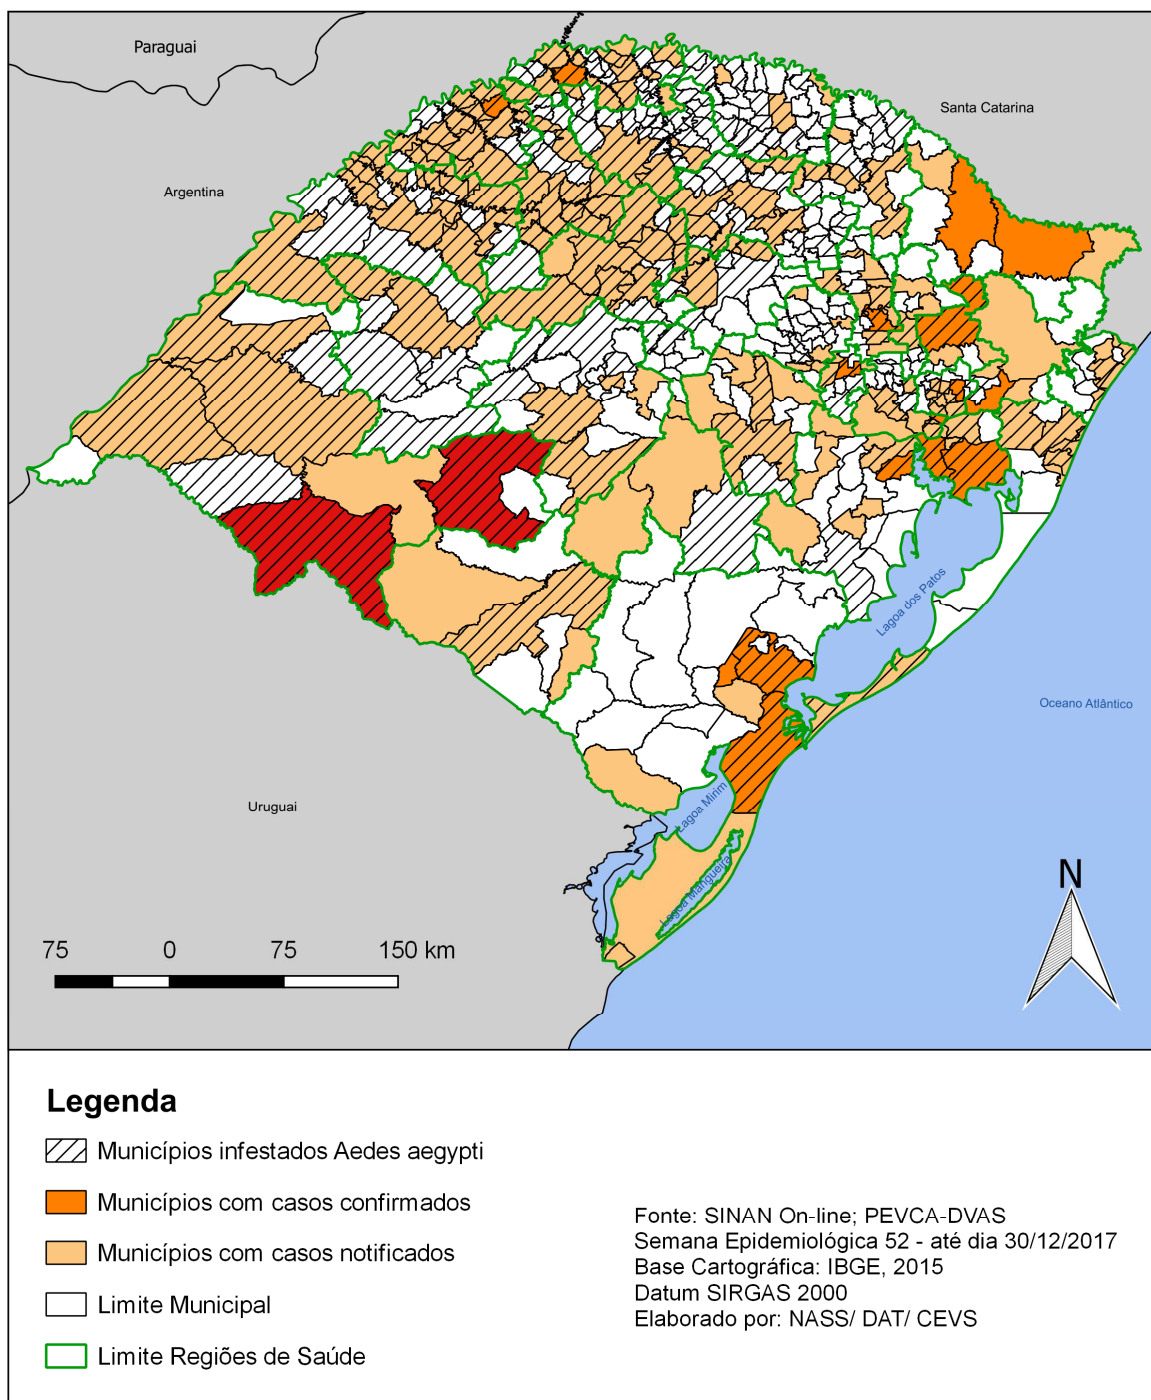 Paraguai
Santa Catarina
Argentina
Lagoa dos Patos
Oceano Atlântico
Lagoa Mirim
Uruguai
Lagoa Mangueira
N
75 0 75 150 km
Legenda
Municípios infestados Aedes aegypti
Municípios com casos confirmados
Municípios com casos notificados
Limite Municipal
Limite Regiões de Saúde
Fonte: SINAN On-line; PEVCA-DVAS
Semana Epidemiológica 52 - até dia 30/12/2017
Base Cartográfica: IBGE, 2015
Datum SIRGAS 2000
Elaborado por: NASS/ DAT/ CEVS